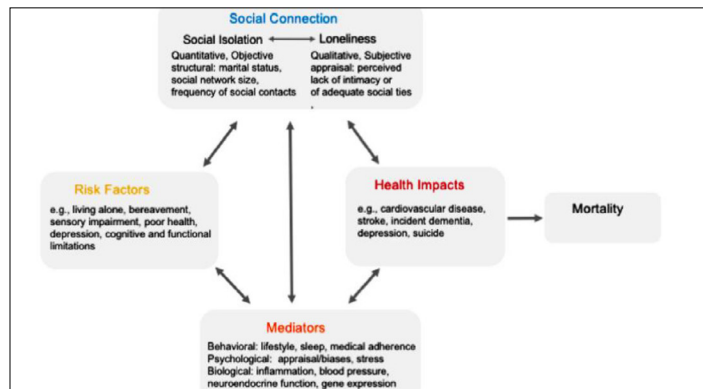 Social Connection
Social Isolation
Loneliness
Quantitative, Objective
structural: marital status,
social network size,
frequency of social contacts
Qualitative, Subjective
appraisal: perceived
lack of intimacy or
of adequate social ties
.
Risk Factors
e.g., living alone, bereavement,
sensory impairment, poor health,
depression, cognitive and functional
limitations
Health Impacts
e.g., cardiovascular disease,
stroke, incident dementia,
depression, suicide
Mortality
Mediators
Behavioral: lifestyle, sleep, medical adherence
Psychological: appraisal/biases, stress
Biological: inflammation, blood pressure,
neuroendocrine function, gene expression